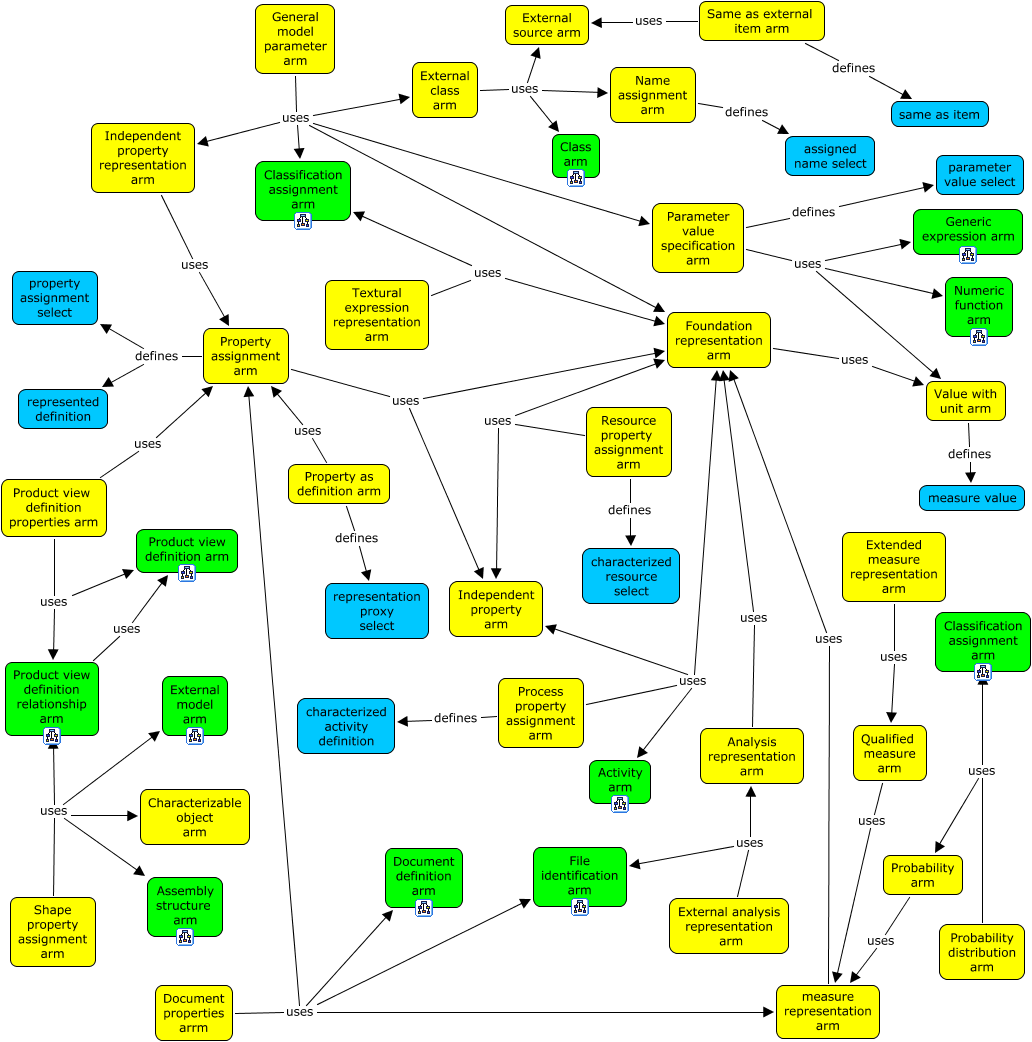 General
model
parameter
arm
External
source arm
uses
Same as external
item arm
defines
same as item
External
class
arm
uses
Name
assignment
arm
defines
assigned
name select
Class
arm
uses
Independent
property
representation
arm
Classification
assignment
arm
parameter
value select
defines
Parameter
value
specification
arm
Generic
expression arm
uses
Numeric
function
arm
uses
uses
Textural
expression
representation
arm
property
assignment
select
defines
represented
definition
Property
assignment
arm
Foundation
representation
arm
uses
Value with
unit arm
defines
measure value
uses
uses
Resource
property
assignment
arm
defines
characterized
resource
select
uses
uses
Property as
definition arm
defines
representation
proxy
select
Product view
definition
properties arm
Product view
definition arm
uses
uses
Product view
definition
relationship
arm
Independent
property
arm
Extended
measure
representation
arm
Classification
assignment
arm
uses
uses
uses
uses
External
model
arm
characterized
activity
definition
defines
Process
property
assignment
arm
Activity
arm
Analysis
representation
arm
Qualified
measure
arm
uses
uses
Characterizable
object
arm
uses
uses
uses
Document
definition
arm
File
identification
arm
Probability
arm
Assembly
structure
arm
Shape
property
assignment
arm
External analysis
representation
arm
uses
Probability
distribution
arm
Document
properties
arrm
uses
measure
representation
arm